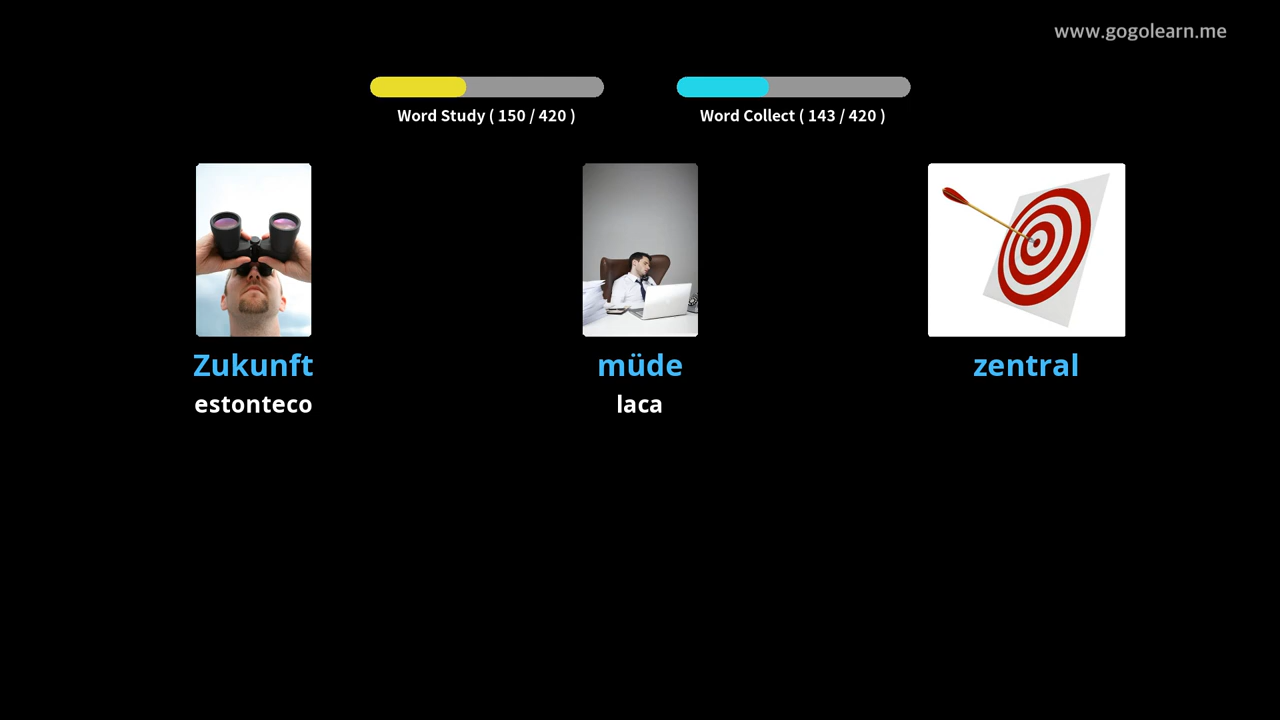 www.gogolearn.me
Word Study ( 150 / 420 )
Word Collect ( 143 / 420 )
Zukunft
estonteco
müde
laca
zentral